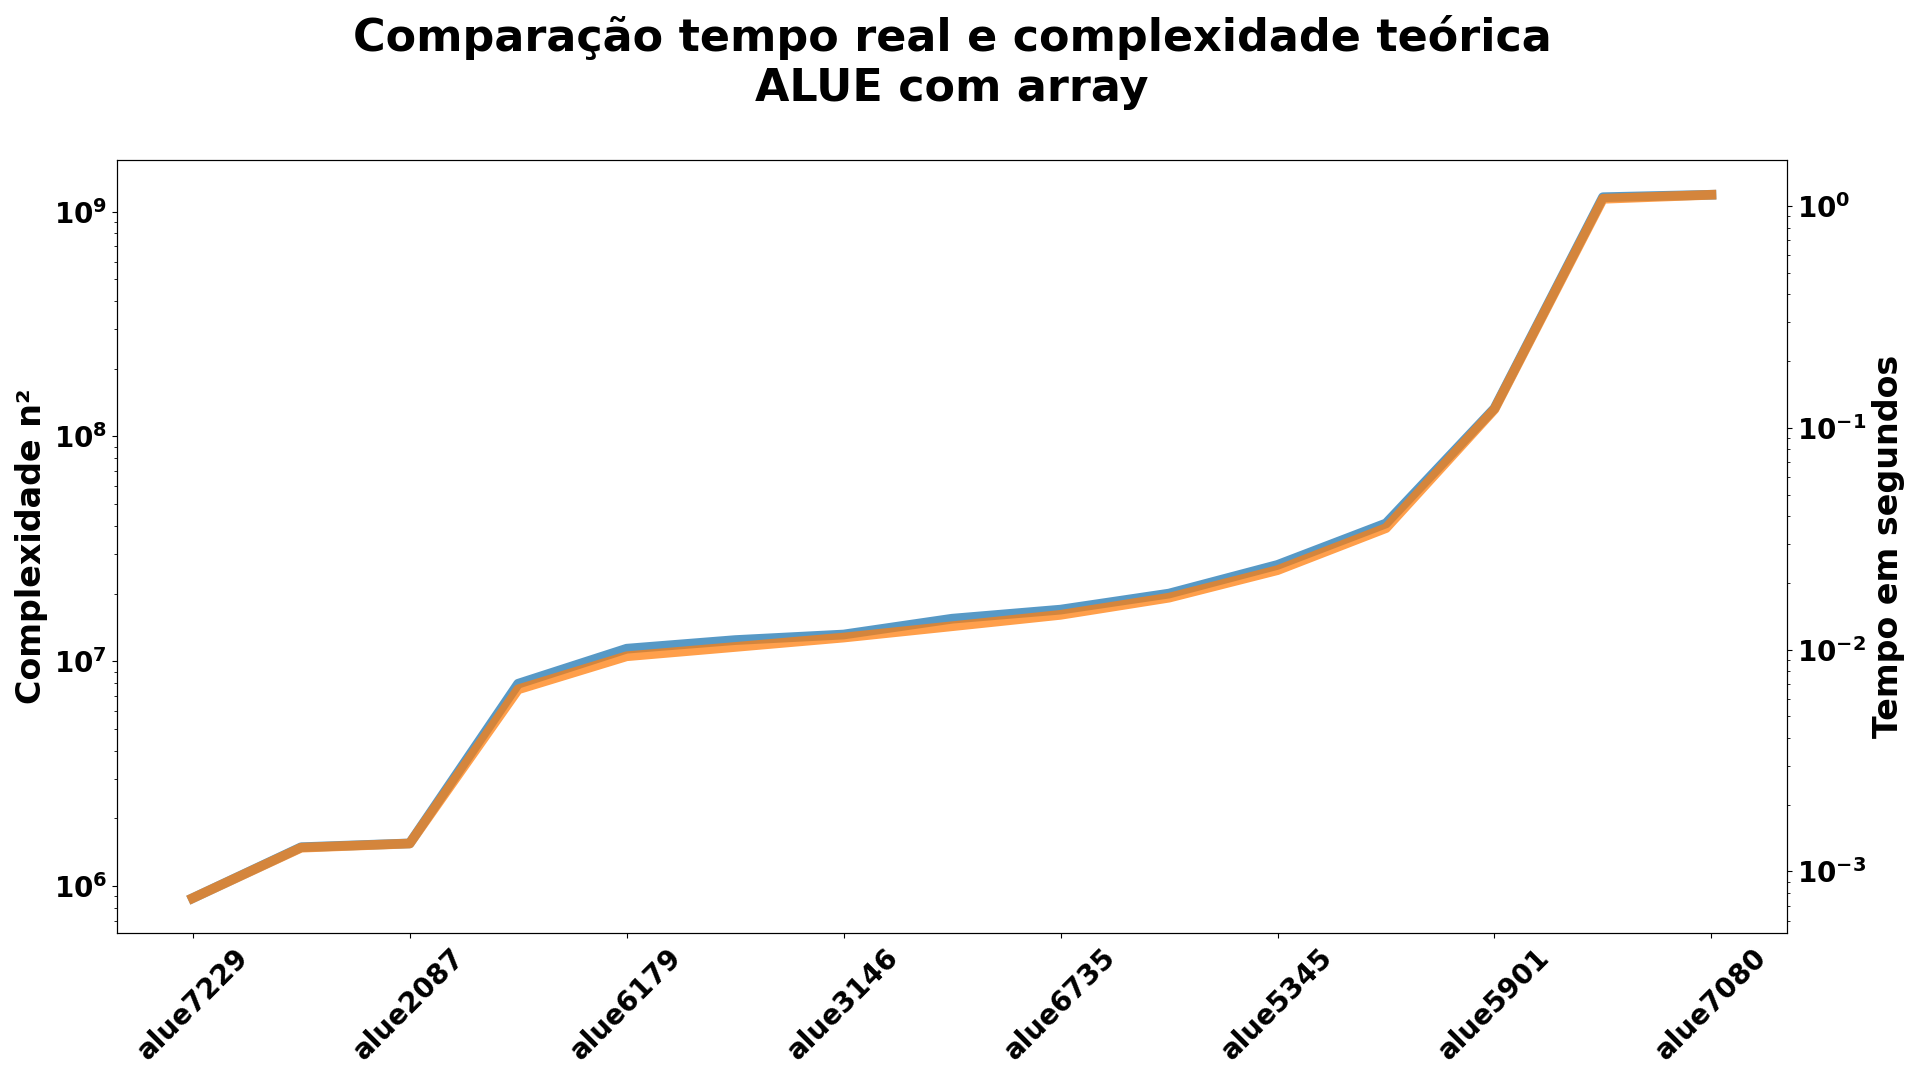 Comparação tempo real e complexidade teórica
ALUE com array
Complexidade n²
10⁹
10⁸
10⁷
10⁶
10⁰
10⁻¹
10⁻²
10⁻³
Tempo em segundos
alue7229
alue2087
alue6179
alue3146
alue6735
alue5345
alue5901
alue7080